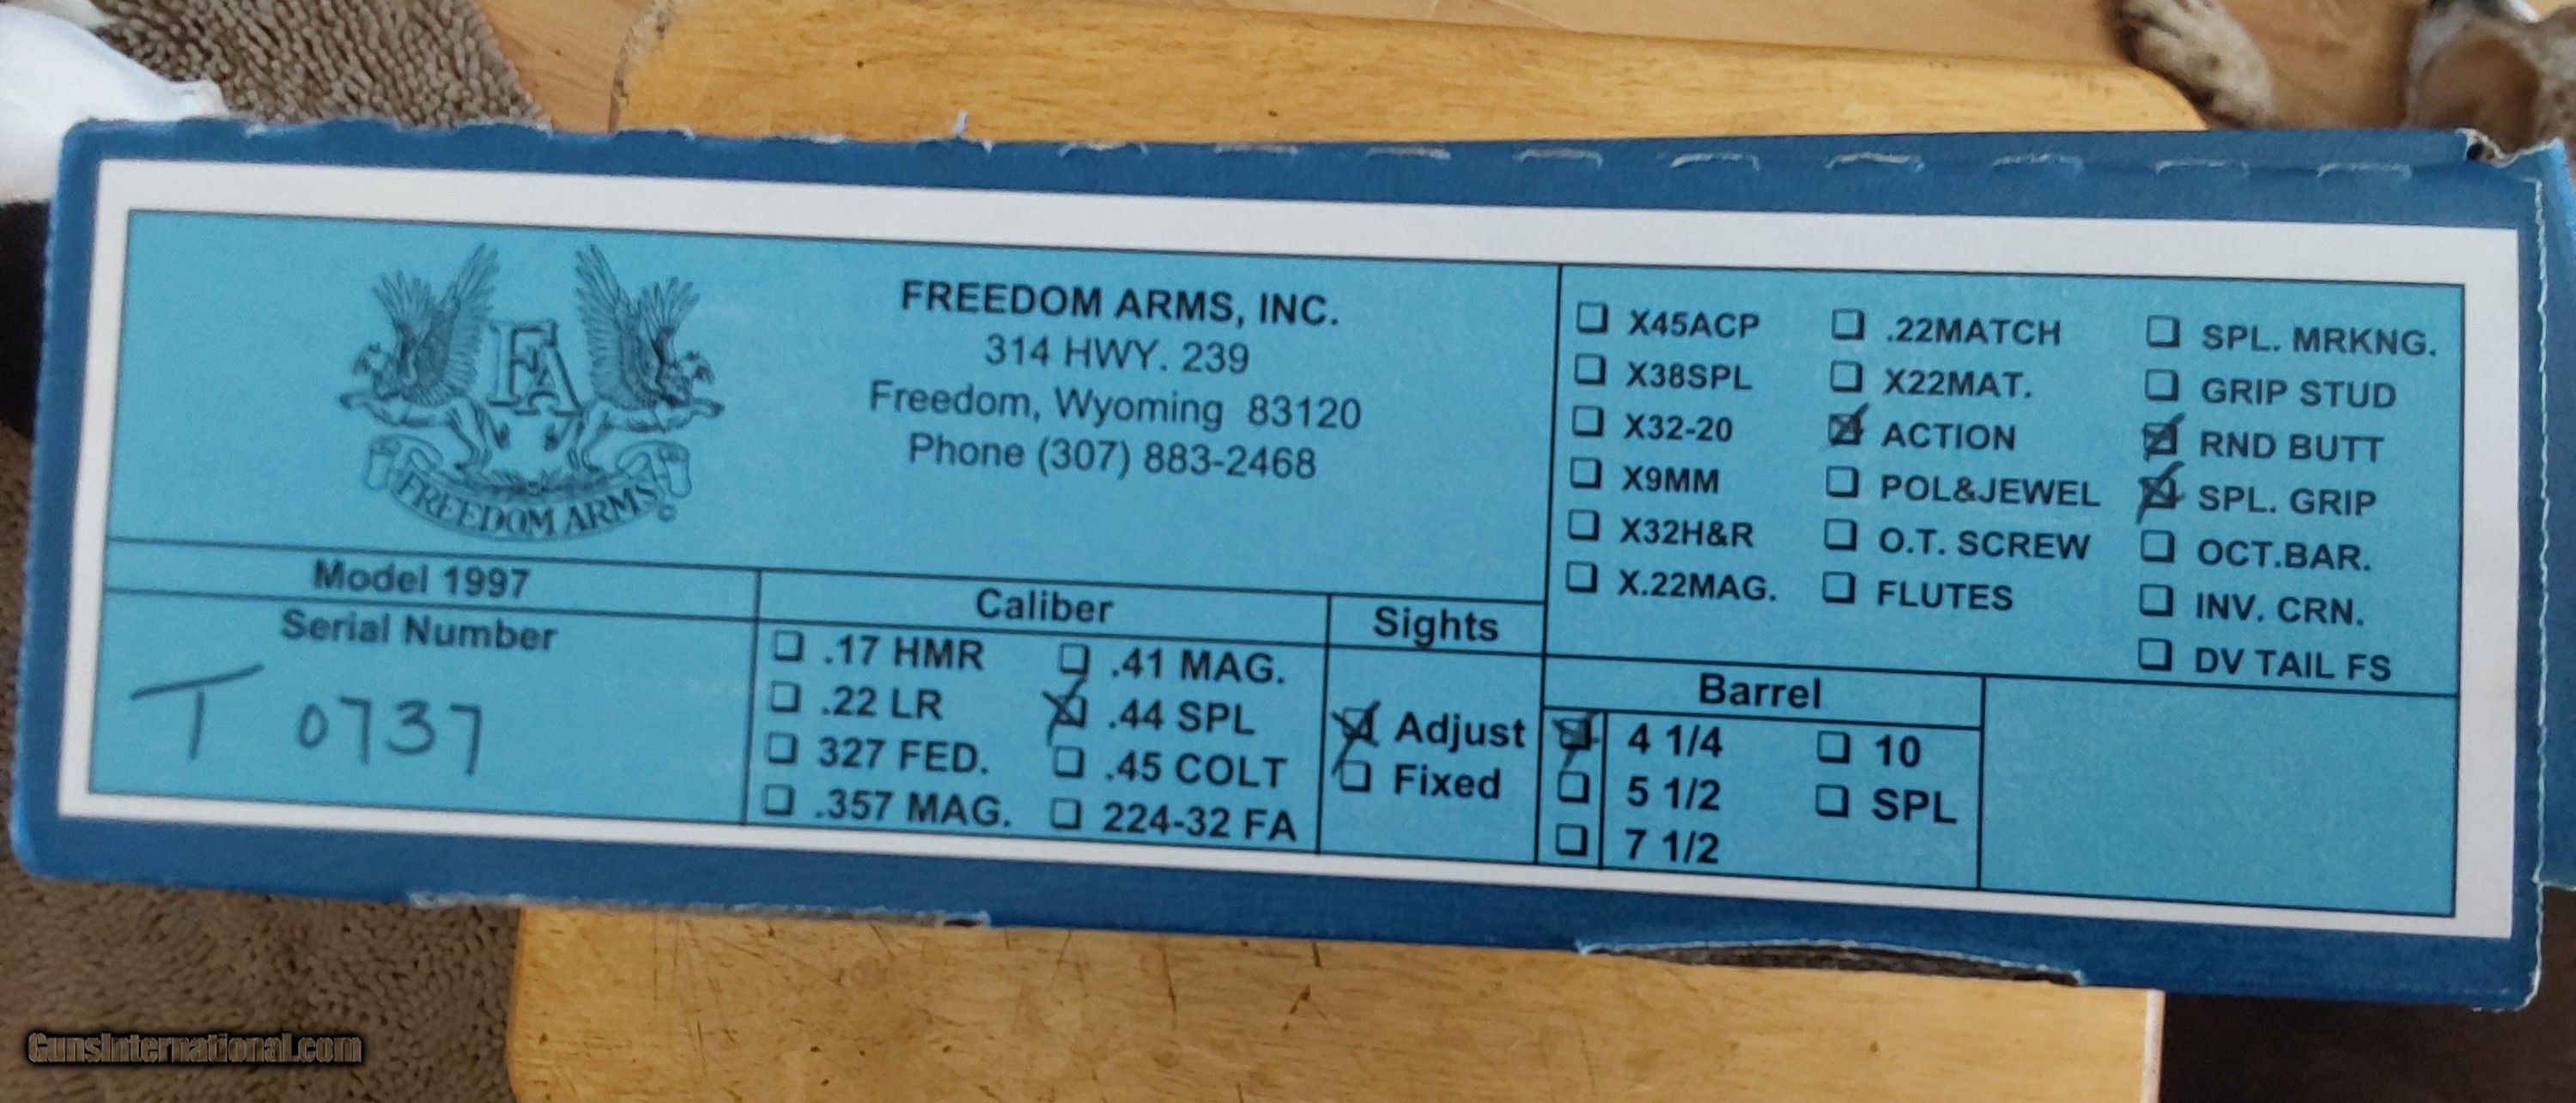 FA
FREEDOM ARMS©
FREEDOM ARMS, INC.
314 HWY. 239
Freedom, Wyoming 83120
Phone (307) 883-2468
Model 1997
Serial Number
T 0737
Caliber
.17 HMR
.22 LR
327 FED.
.357 MAG.
.41 MAG.
.44 SPL
.45 COLT
224-32 FA
Sights
Adjust
Fixed
X45ACP
X38SPL
X32-20
X9MM
X32H&R
X.22MAG.
.22MATCH
X22MAT.
ACTION
POL&JEWEL
O.T. SCREW
FLUTES
SPL. MRKNG.
GRIP STUD
RND BUTT
SPL. GRIP
OCT.BAR.
INV. CRN.
DV TAIL FS
Barrel
4 1/4
5 1/2
7 1/2
10
SPL
GunsInternational.com